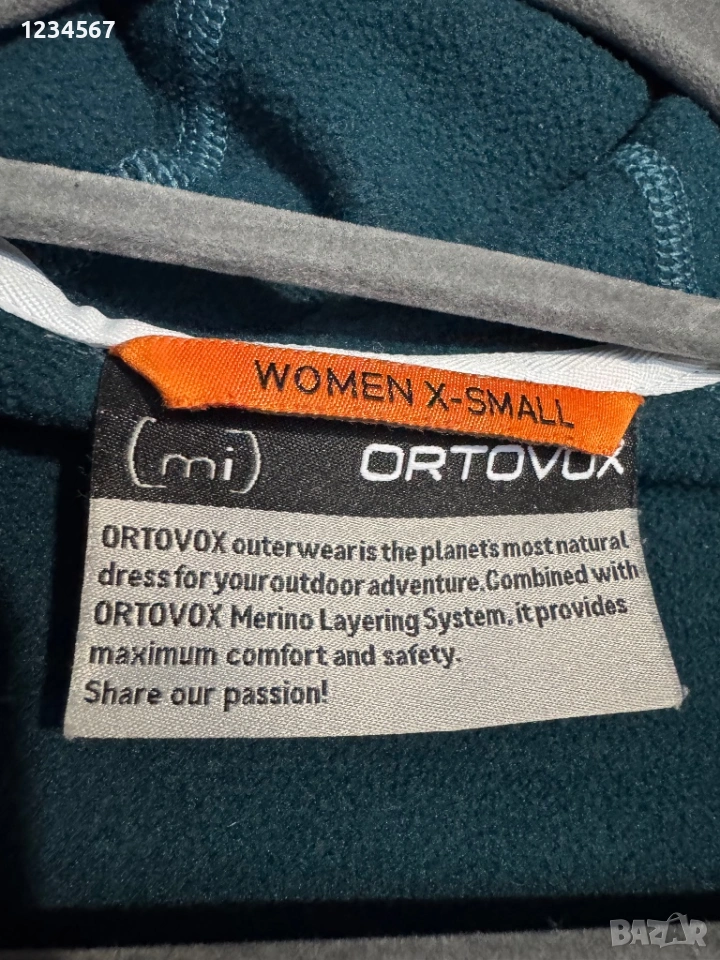 1234567
WOMEN X-SMALL
(mi) ORTOVOX
ORTOVOX outerwear is the planet's most natural
dress for your outdoor adventure. Combined with
ORTOVOX Merino Layering System, it provides
maximum comfort and safety.
Share our passion!
BAZAR